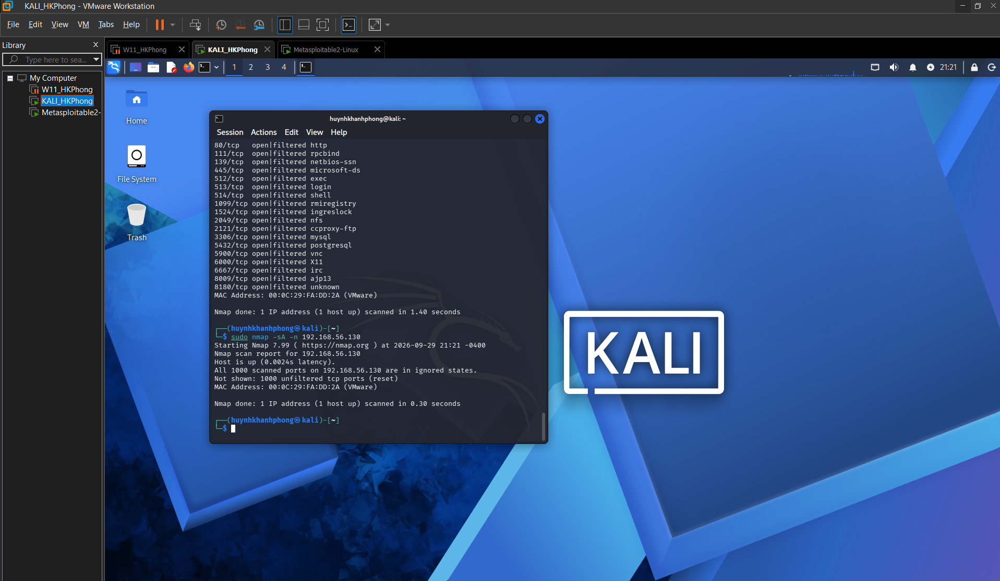 KALI_HKPhong - VMware Workstation
File Edit View VM Tabs Help
Library
Type here to sea...
My Computer
W11_HKPhong
KALI_HKPhong
Metasploitable2-
W11_HKPhong
KALI_HKPhong
Metasploitable2-Linux
1 2 3 4
21:21
Home
File System
Trash
huynhkhanhphong@kali: ~
Session Actions Edit View Help
80/tcp open|filtered http
111/tcp open|filtered rpcbind
139/tcp open|filtered netbios-ssn
445/tcp open|filtered microsoft-ds
512/tcp open|filtered exec
513/tcp open|filtered login
514/tcp open|filtered shell
1099/tcp open|filtered rmiregistry
1524/tcp open|filtered ingreslock
2049/tcp open|filtered nfs
2121/tcp open|filtered ccproxy-ftp
3306/tcp open|filtered mysql
5432/tcp open|filtered postgresql
5900/tcp open|filtered vnc
6000/tcp open|filtered X11
6667/tcp open|filtered irc
8009/tcp open|filtered ajp13
8180/tcp open|filtered unknown
MAC Address: 00:0C:29:FA:DD:2A (VMware)
Nmap done: 1 IP address (1 host up) scanned in 1.40 seconds
┌──(huynhkhanhphong㉿kali)-[~]
└─$ sudo nmap -sA -n 192.168.56.130
Starting Nmap 7.99 ( https://nmap.org ) at 2026-09-29 21:21 -0400
Nmap scan report for 192.168.56.130
Host is up (0.0024s latency).
All 1000 scanned ports on 192.168.56.130 are in ignored states.
Not shown: 1000 unfiltered tcp ports (reset)
MAC Address: 00:0C:29:FA:DD:2A (VMware)
Nmap done: 1 IP address (1 host up) scanned in 0.30 seconds
┌──(huynhkhanhphong㉿kali)-[~]
└─$
KALI